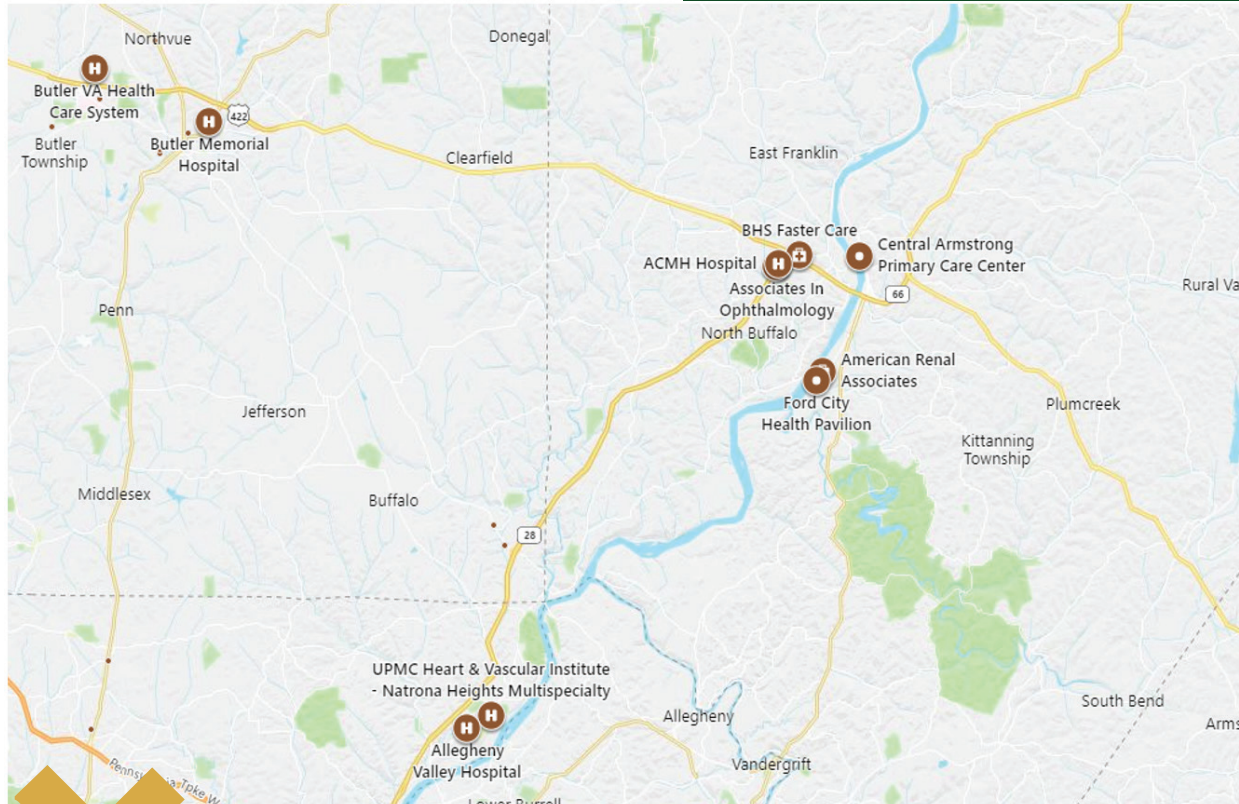 Northvue
Donegal
Butler VA Health
Care System
422
Butler
Township
Butler Memorial
Hospital
Clearfield
East Franklin
BHS Faster Care
ACMH Hospital
Central Armstrong
Primary Care Center
Associates In
Ophthalmology
66
Rural Va
Penn
North Buffalo
American Renal
Associates
Ford City
Health Pavilion
Jefferson
Plumcreek
Kittanning
Township
Middlesex
Buffalo
28
UPMC Heart & Vascular Institute
- Natrona Heights Multispecialty
Allegheny
Valley Hospital
Allegheny
South Bend
Arms
Vandergrift
Tpke W
Lower Burrell